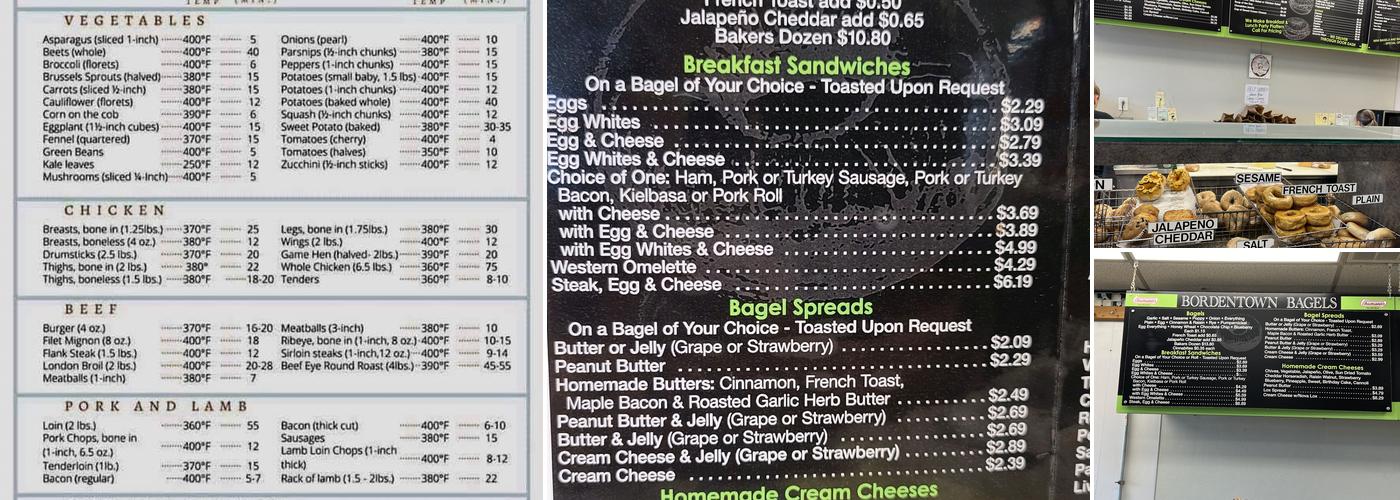 VEGETABLES
Asparagus (sliced 1-inch) 400°F 5
Beets (whole) 400°F 40
Broccoli (florets) 400°F 6
Brussels Sprouts (halved) 380°F 15
Carrots (sliced ½-inch) 380°F 15
Cauliflower (florets) 400°F 12
Corn on the cob 390°F 6
Eggplant (1½-inch cubes) 400°F 15
Fennel (quartered) 370°F 15
Green Beans 400°F 5
Kale leaves 250°F 12
Mushrooms (sliced ¼-inch) 400°F 5
Onions (pearl) 400°F 10
Parsnips (½-inch chunks) 380°F 15
Peppers (1-inch chunks) 400°F 15
Potatoes (small baby, 1.5 lbs) 400°F 15
Potatoes (1-inch chunks) 400°F 12
Potatoes (baked whole) 400°F 40
Squash (½-inch chunks) 400°F 12
Sweet Potato (baked) 380°F 30-35
Tomatoes (cherry) 400°F 4
Tomatoes (halves) 350°F 10
Zucchini (½-inch sticks) 400°F 12
CHICKEN
Breasts, bone in (1.25lbs.) 370°F 25
Breasts, boneless (4 oz.) 380°F 12
Drumsticks (2.5 lbs.) 370°F 20
Thighs, bone in (2 lbs.) 380° 22
Thighs, boneless (1.5 lbs.) 380°F 18-20
Legs, bone in (1.75lbs.) 380°F 30
Wings (2 lbs.) 400°F 12
Game Hen (halved- 2lbs.) 390°F 20
Whole Chicken (6.5 lbs.) 360°F 75
Tenders 360°F 8-10
BEEF
Burger (4 oz.) 370°F 16-20
Filet Mignon (8 oz.) 400°F 18
Flank Steak (1.5 lbs.) 400°F 12
London Broil (2 lbs.) 400°F 20-28
Meatballs (1-inch) 380°F 7
Meatballs (3-inch) 380°F 10
Ribeye, bone in (1-inch, 8 oz.) 400°F 10-15
Sirloin steaks (1-inch,12 oz.) 400°F 9-14
Beef Eye Round Roast (4lbs.) 390°F 45-55
PORK AND LAMB
Loin (2 lbs.) 360°F 55
Pork Chops, bone in
(1-inch, 6.5 oz.) 400°F 12
Tenderloin (1lb.) 370°F 15
Bacon (regular) 400°F 5-7
Bacon (thick cut) 400°F 6-10
Sausages 380°F 15
Lamb Loin Chops (1-inch
thick) 400°F 8-12
Rack of lamb (1.5 - 2lbs.) 380°F 22
French Toast add $0.50
Jalapeño Cheddar add $0.65
Bakers Dozen $10.80
Breakfast Sandwiches
On a Bagel of Your Choice - Toasted Upon Request
Eggs $2.29
Egg Whites $3.09
Egg & Cheese $2.79
Egg Whites & Cheese $3.39
Choice of One: Ham, Pork or Turkey Sausage, Pork or Turkey
Bacon, Kielbasa or Pork Roll
with Cheese $3.69
with Egg & Cheese $3.89
with Egg Whites & Cheese $4.99
Western Omelette $4.29
Steak, Egg & Cheese $6.19
Bagel Spreads
On a Bagel of Your Choice - Toasted Upon Request
Butter or Jelly (Grape or Strawberry) $2.09
Peanut Butter $2.29
Homemade Butters: Cinnamon, French Toast,
Maple Bacon & Roasted Garlic Herb Butter $2.49
Peanut Butter & Jelly (Grape or Strawberry) $2.69
Butter & Jelly (Grape or Strawberry) $2.69
Cream Cheese & Jelly (Grape or Strawberry) $2.89
Cream Cheese $2.39
Homemade Cream Cheeses
SESAME
FRENCH TOAST
PLAIN
JALAPENO
CHEDDAR
SALT
BORDENTOWN BAGELS
Bagels
Breakfast Sandwiches
Bagel Spreads
Homemade Cream Cheeses